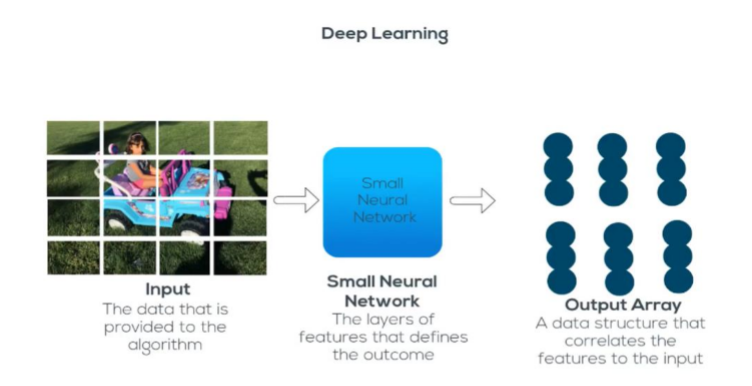 Deep Learning
Small
Neural
Network
Input
The data that is
provided to the
algorithm
Small Neural
Network
The layers of
features that defines
the outcome
Output Array
A data structure that
correlates the
features to the input